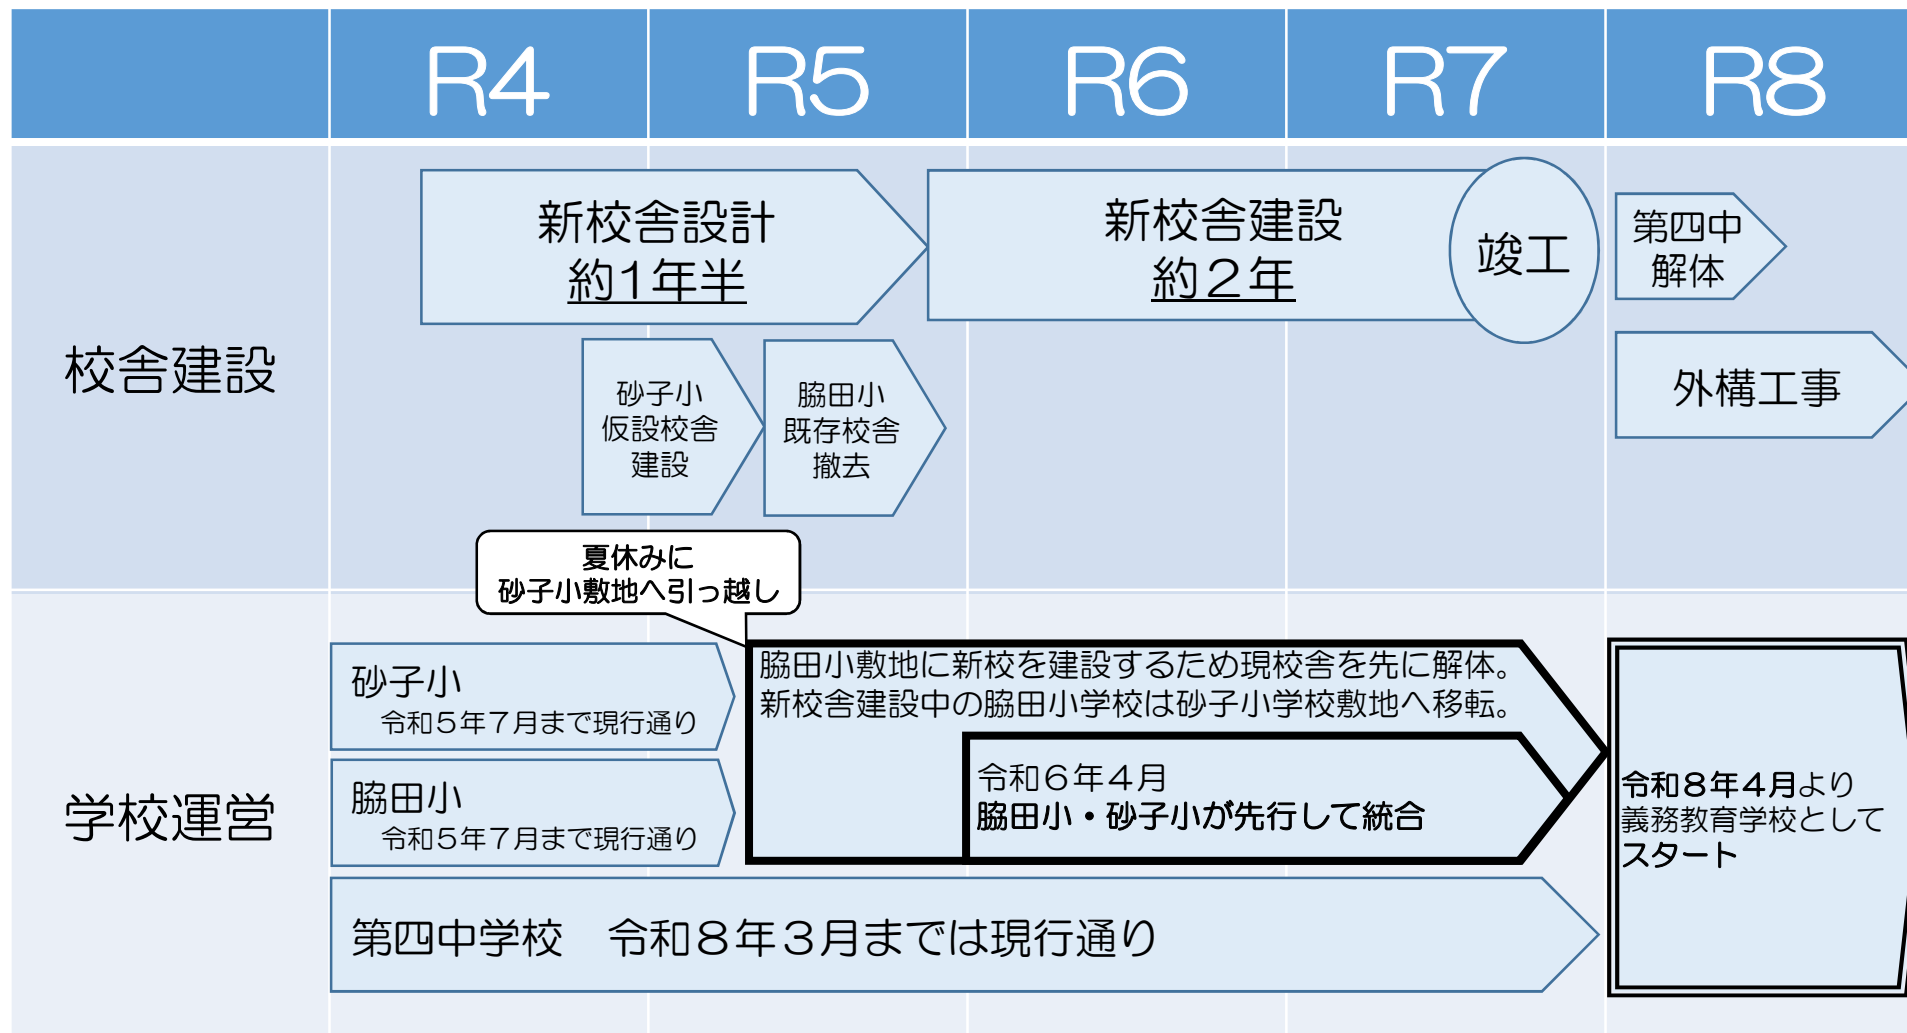 R4
R5
R6
R7
R8
校舎建設
新校舎設計
約1年半
新校舎建設
約２年
竣工
第四中
解体
砂子小
仮設校舎
建設
脇田小
既存校舎
撤去
外構工事
夏休みに
砂子小敷地へ引っ越し
学校運営
砂子小
令和５年７月まで現行通り
脇田小
令和５年７月まで現行通り
脇田小敷地に新校を建設するため現校舎を先に解体。
新校舎建設中の脇田小学校は砂子小学校敷地へ移転。
令和６年４月
脇田小・砂子小が先行して統合
第四中学校　令和８年３月までは現行通り
令和８年４月より
義務教育学校として
スタート